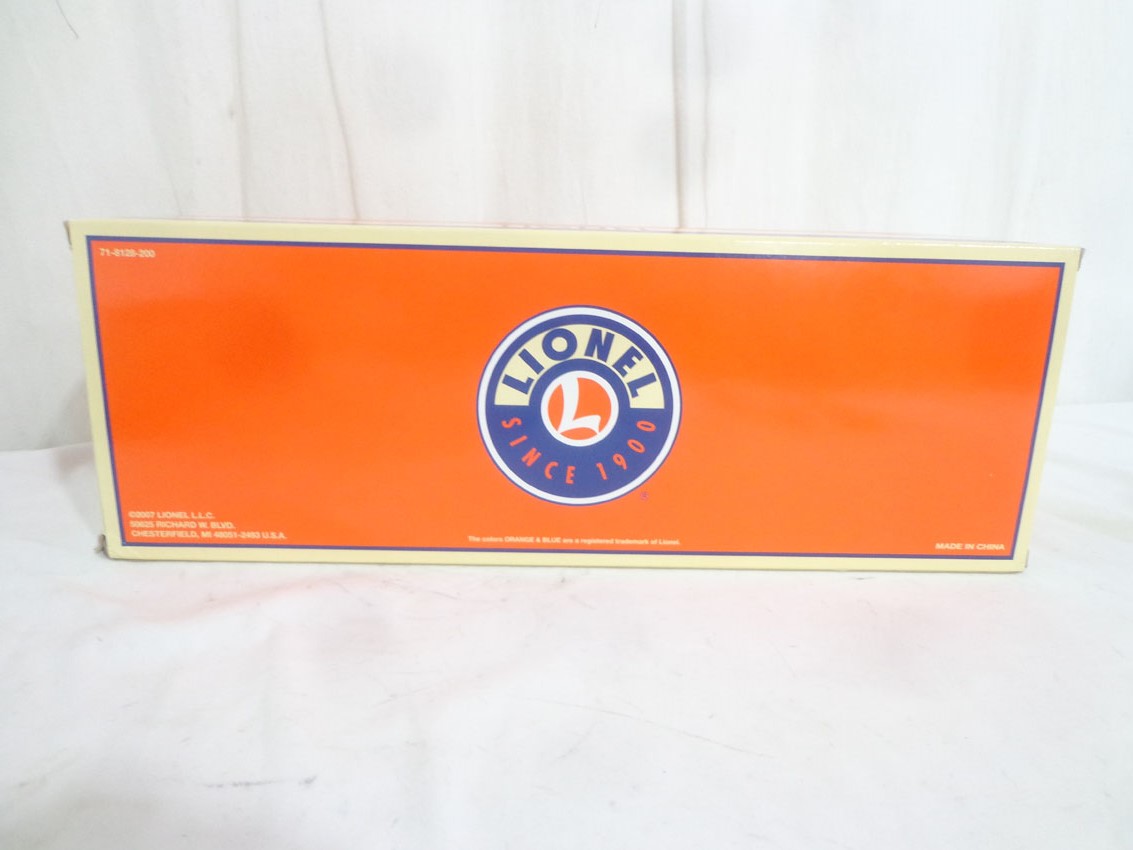 71-8128-200
LIONEL
L
SINCE 1900
®
©2007 LIONEL L.L.C.
50625 RICHARD W. BLVD.
CHESTERFIELD, MI 48051-2493 U.S.A.
The colors ORANGE & BLUE are a registered trademark of Lionel.
MADE IN CHINA